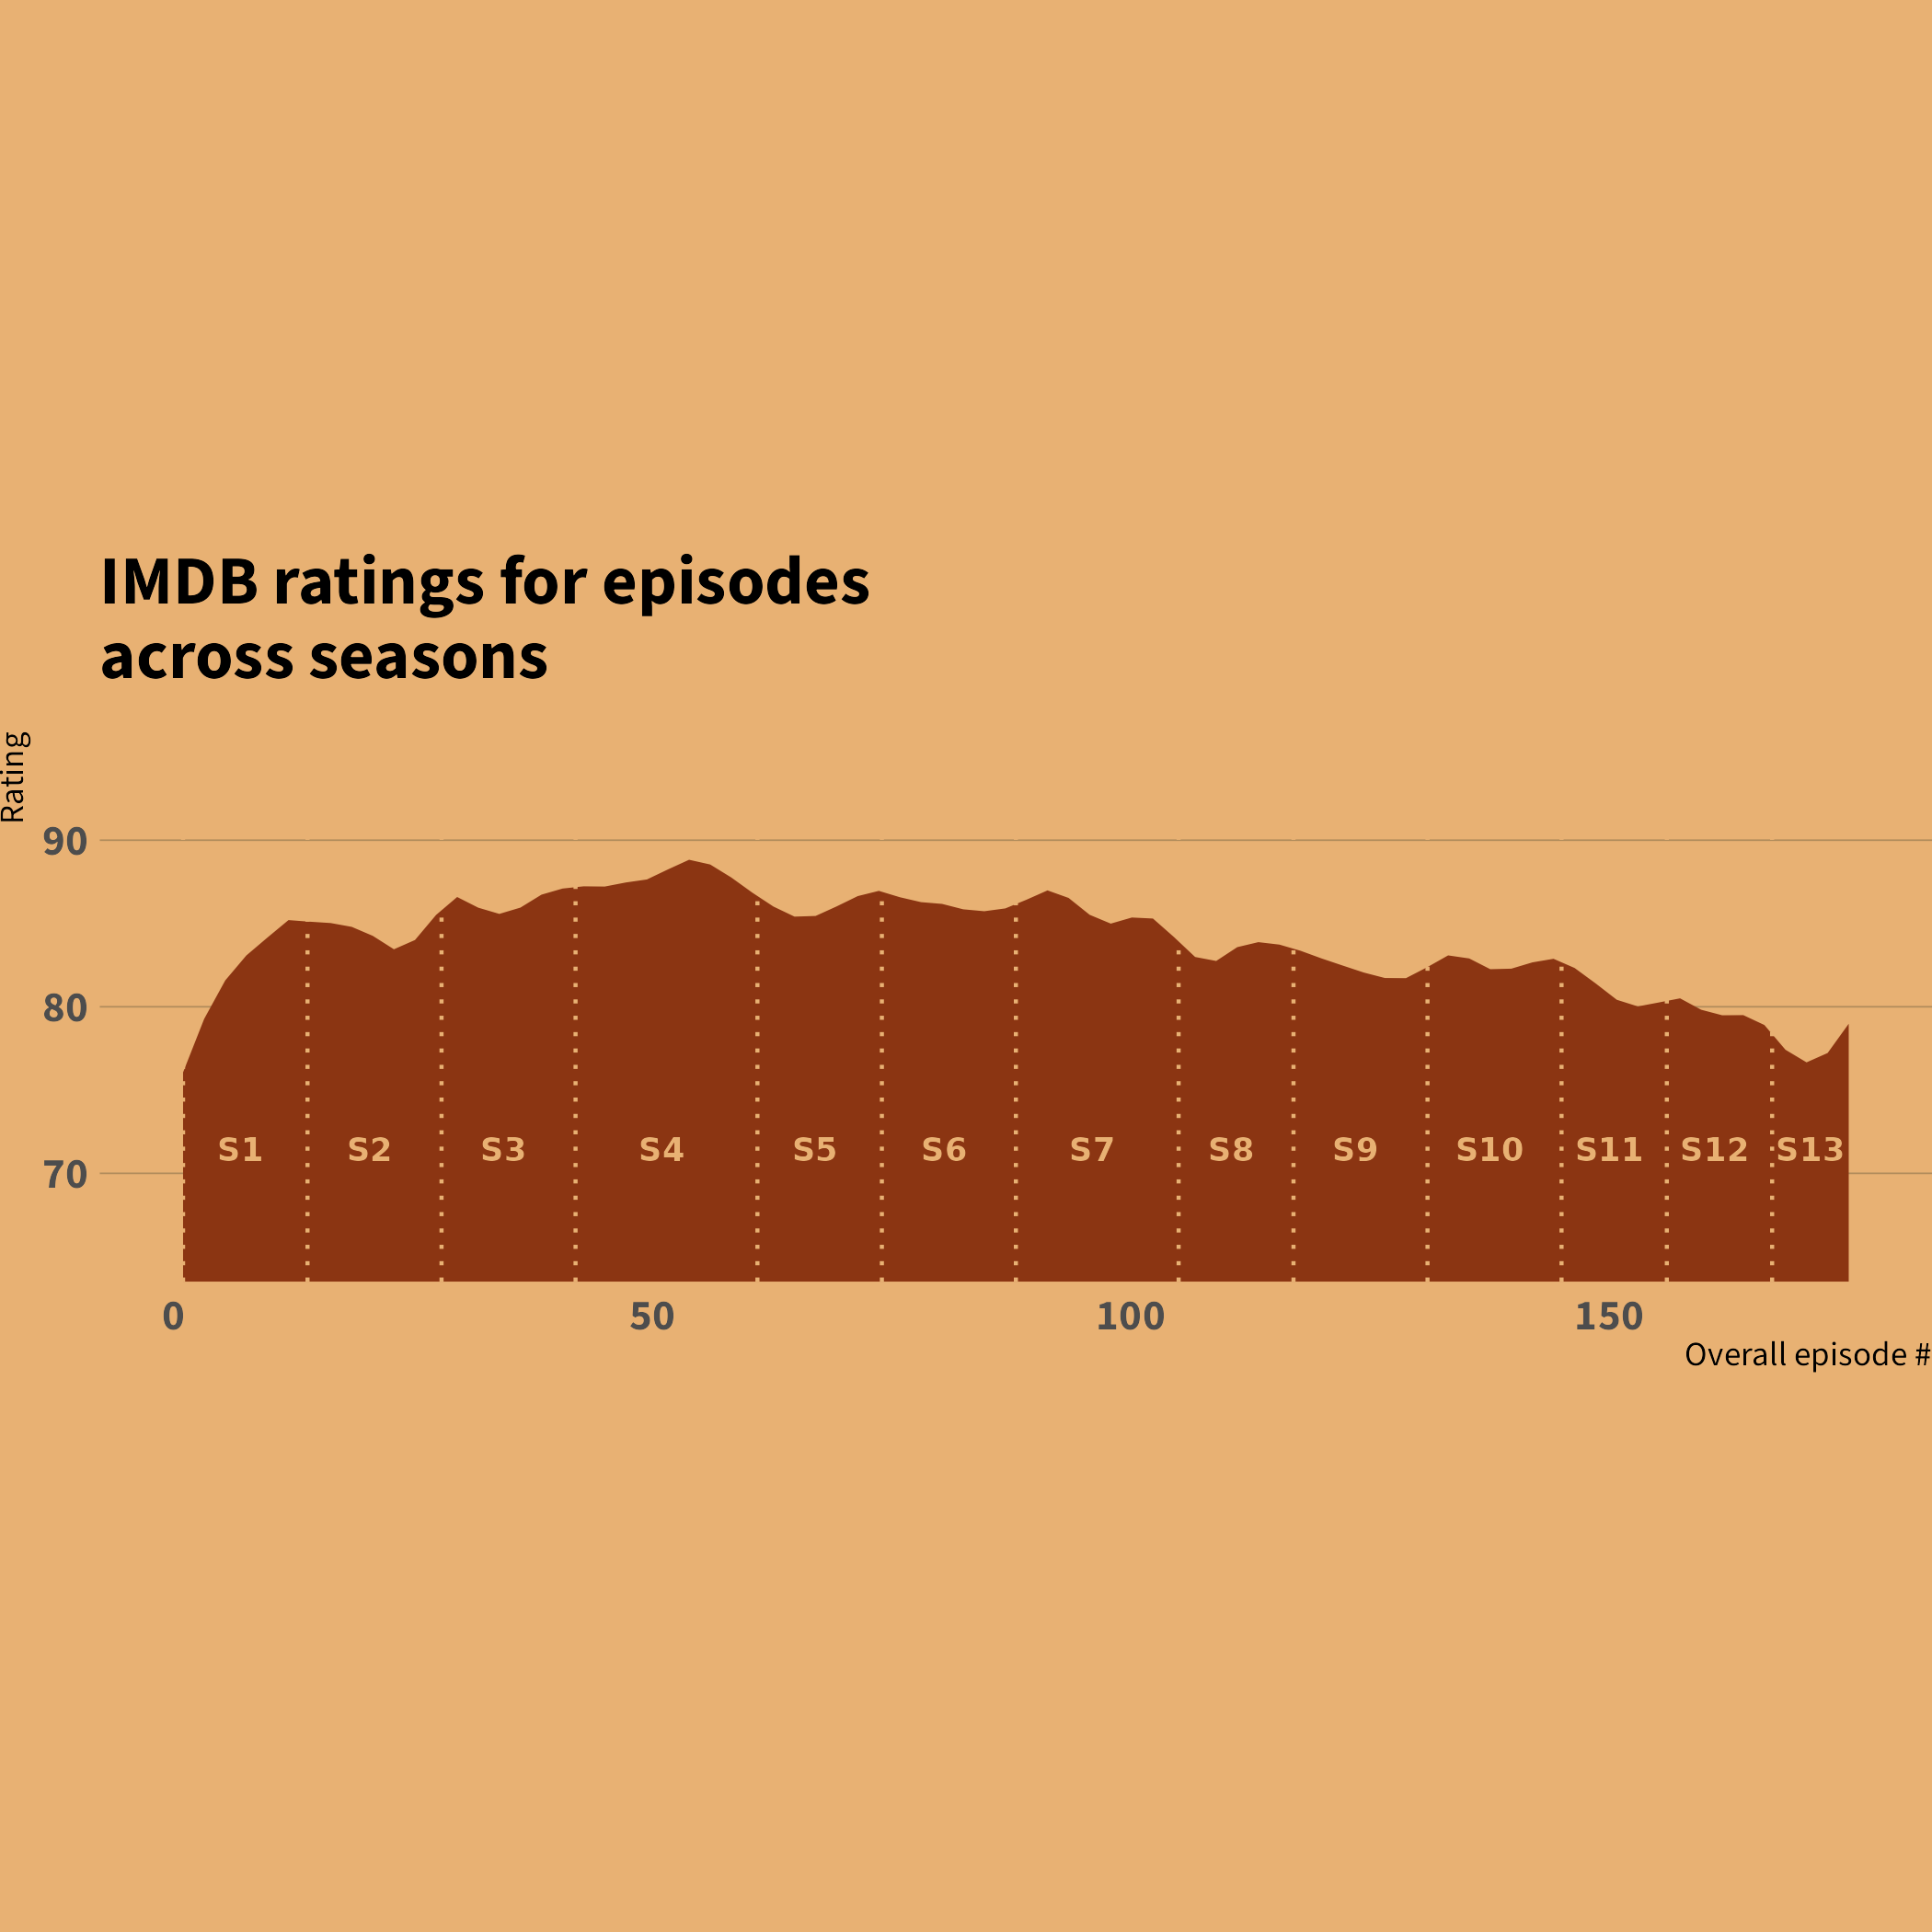 IMDB ratings for episodes
across seasons
Rating
90
80
70
S1 S2 S3 S4 S5 S6 S7 S8 S9 S10 S11 S12 S13
0 50 100 150
Overall episode #